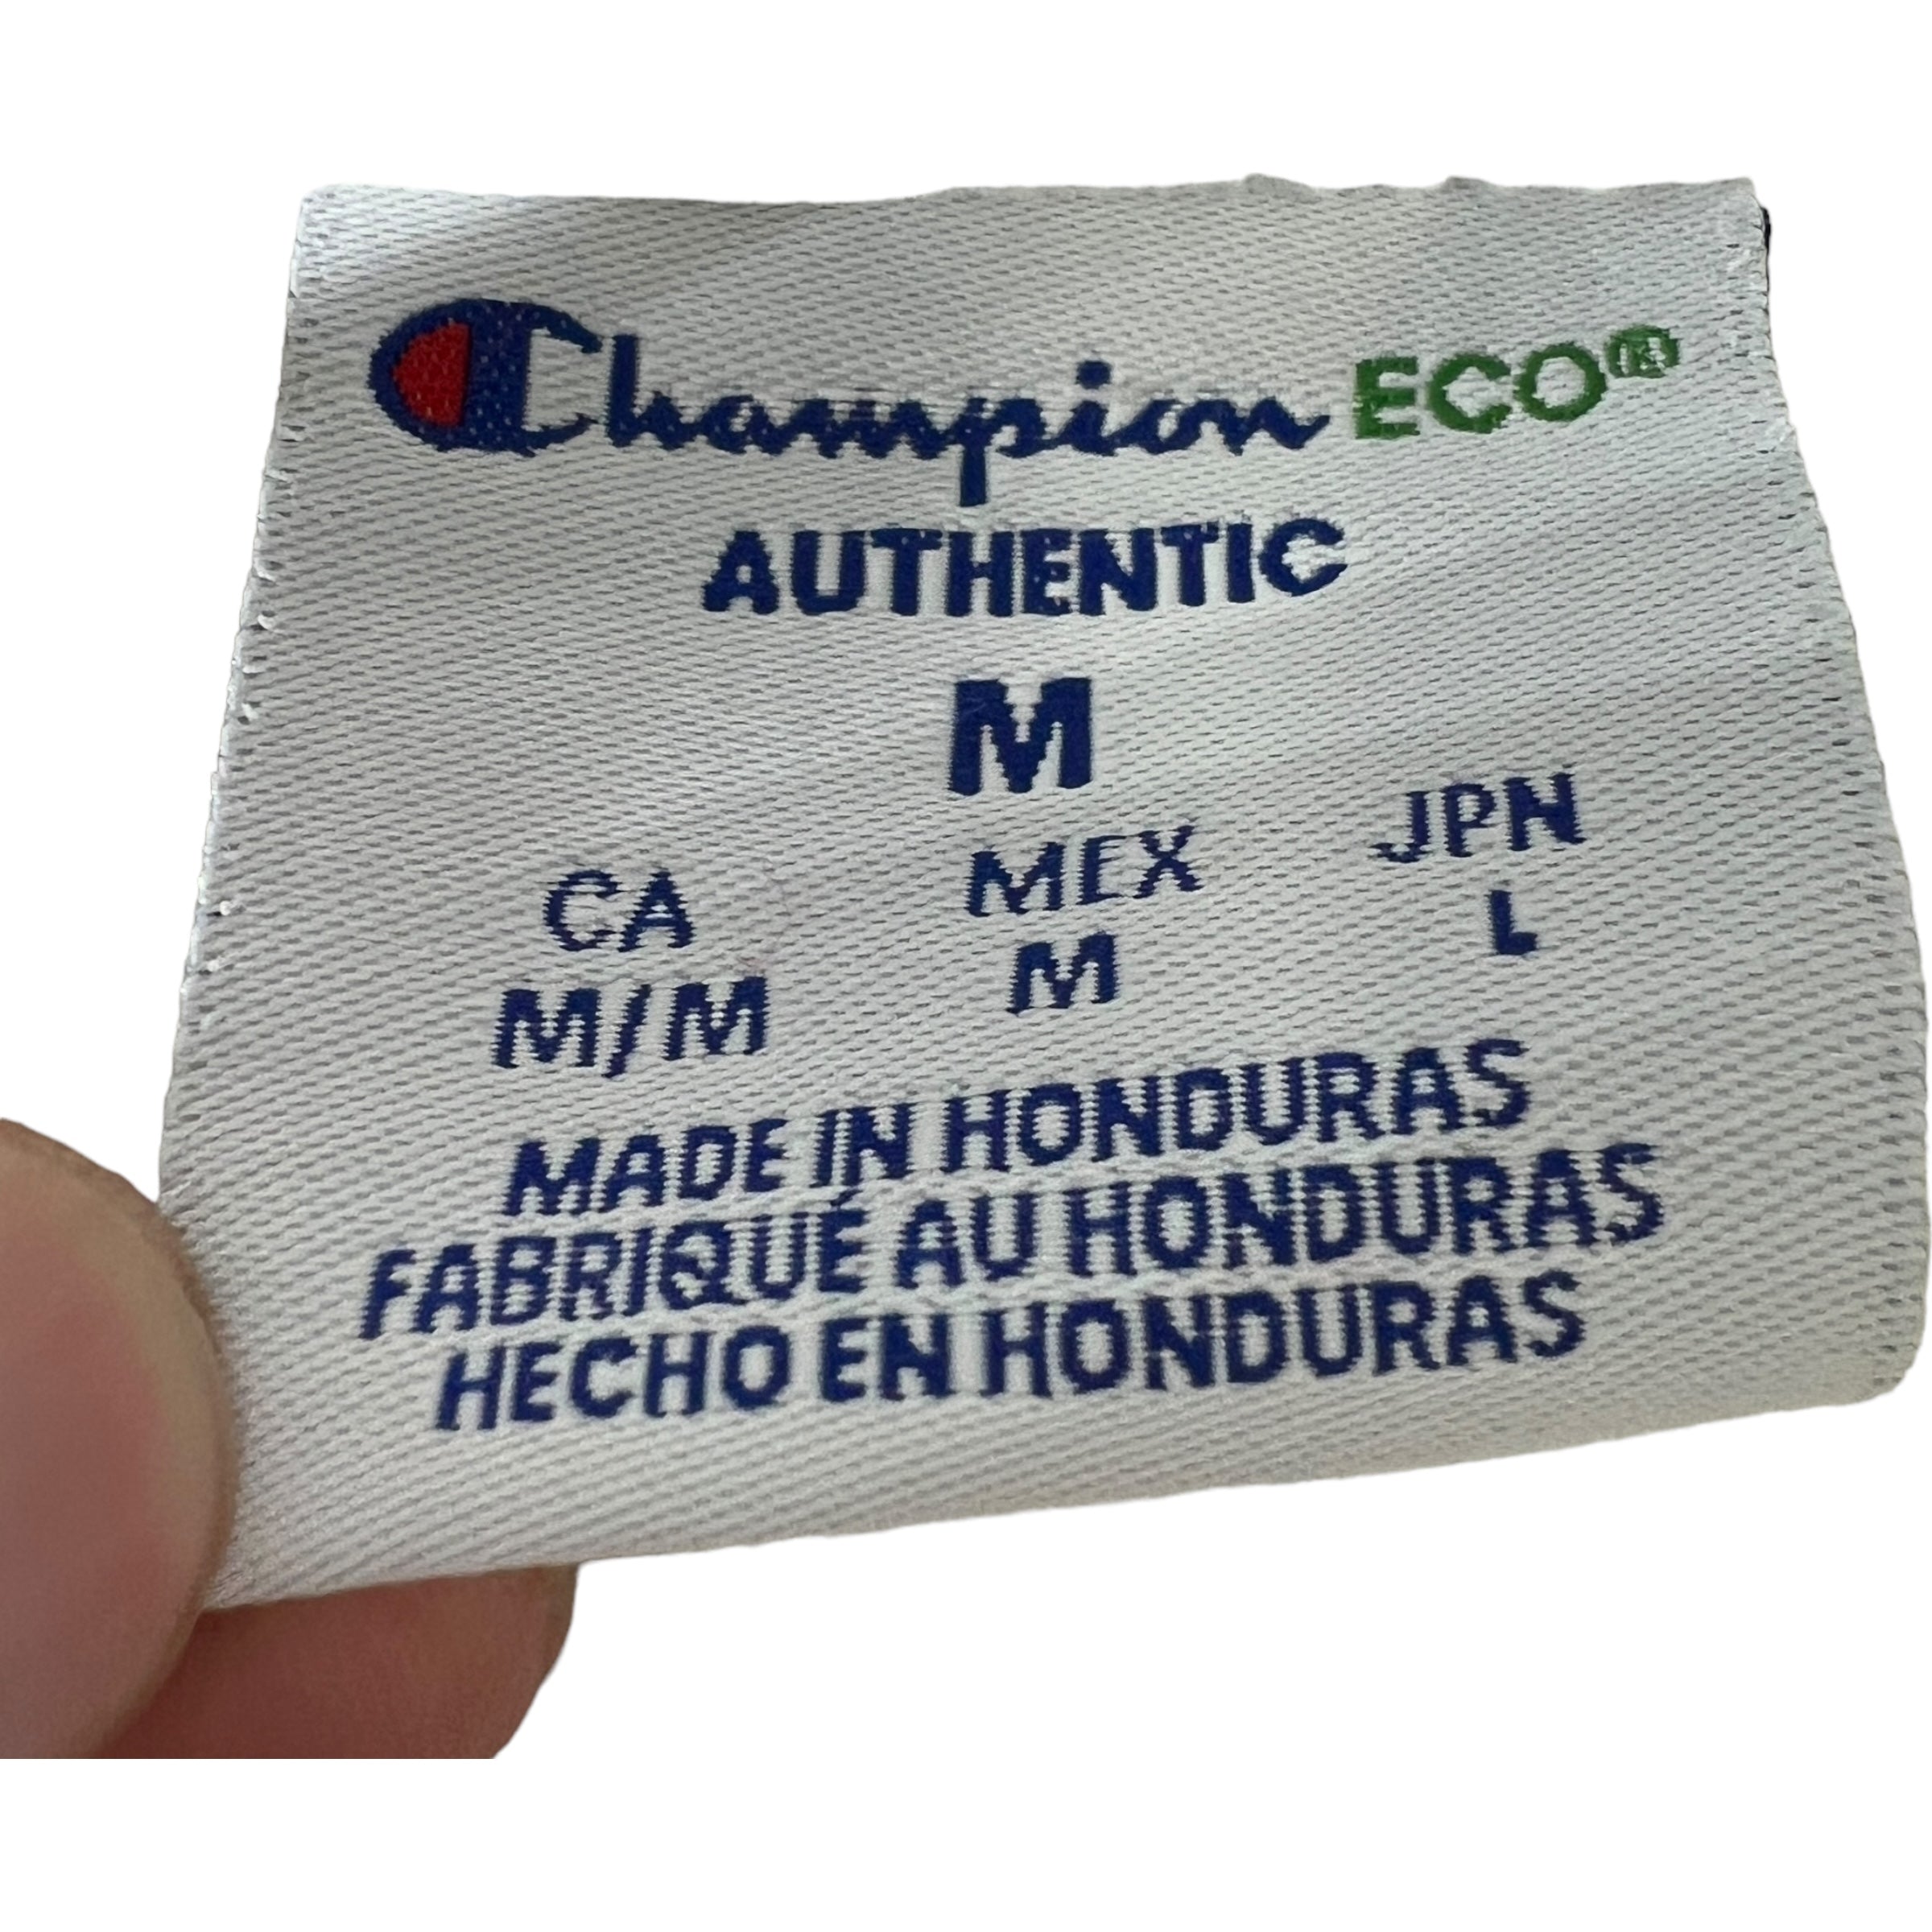 Champion ECO®
AUTHENTIC
M
CA MEX JPN
M/M M L
MADE IN HONDURAS
FABRIQUÉ AU HONDURAS
HECHO EN HONDURAS